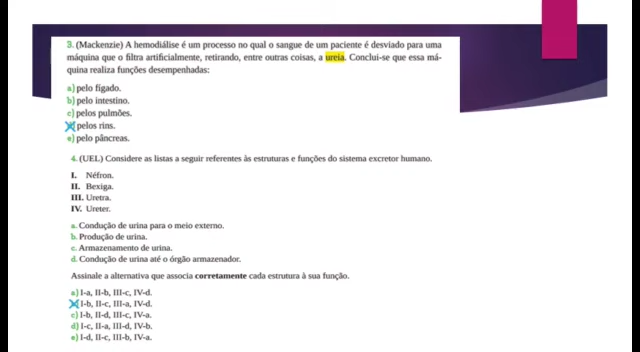 3. (Mackenzie) A hemodiálise é um processo no qual o sangue de um paciente é desviado para uma
máquina que o filtra artificialmente, retirando, entre outras coisas, a ureia. Conclui-se que essa má-
quina realiza funções desempenhadas:
a) pelo fígado.
b) pelo intestino.
c) pelos pulmões.
pelos rins.
e) pelo pâncreas.
4. (UEL) Considere as listas a seguir referentes às estruturas e funções do sistema excretor humano.
I. Néfron.
II. Bexiga.
III. Uretra.
IV. Ureter.
a. Condução de urina para o meio externo.
b. Produção de urina.
c. Armazenamento de urina.
d. Condução de urina até o órgão armazenador.
Assinale a alternativa que associa corretamente cada estrutura à sua função.
a) I-a, II-b, III-c, IV-d.
I-b, II-c, III-a, IV-d.
c) I-b, II-d, III-c, IV-a.
d) I-c, II-a, III-d, IV-b.
e) I-d, II-c, III-b, IV-a.